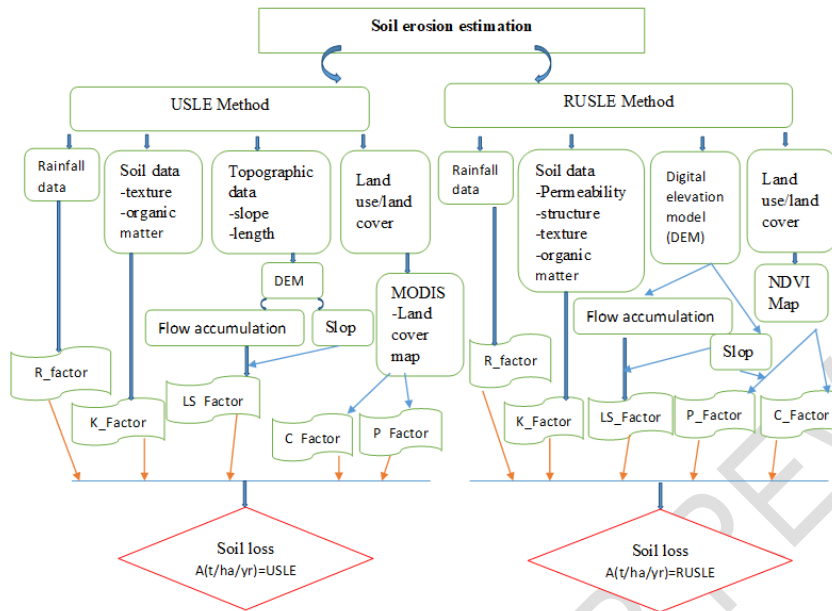 Soil erosion estimation
USLE Method
RUSLE Method
Rainfall
data
Soil data
-texture
-organic
matter
Topographic
data
-slope
-length
Land
use/land
cover
DEM
MODIS
-Land
cover
map
Flow accumulation
Slop
R_factor
K_Factor
LS Factor
C Factor
P Factor
Soil loss
A(t/ha/yr)=USLE
Rainfall
data
Soil data
-Permeability
-structure
-texture
-organic
matter
Digital
elevation
model
(DEM)
Land
use/land
cover
NDVI
Map
Flow accumulation
Slop
R_factor
K_Factor
LS_Factor
P_Factor
C_Factor
Soil loss
A(t/ha/yr)=RUSLE